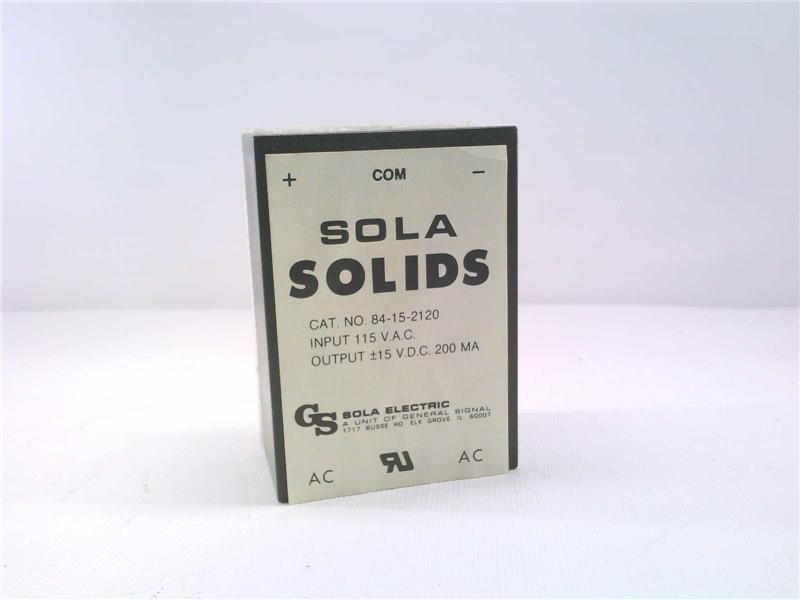 + COM −
SOLA
SOLIDS
CAT. NO. 84-15-2120
INPUT 115 V.A.C.
OUTPUT ±15 V.D.C. 200 MA
GS SOLA ELECTRIC
A UNIT OF GENERAL SIGNAL
1717 BUSSE RD. ELK GROVE, IL 60007
AC RU AC